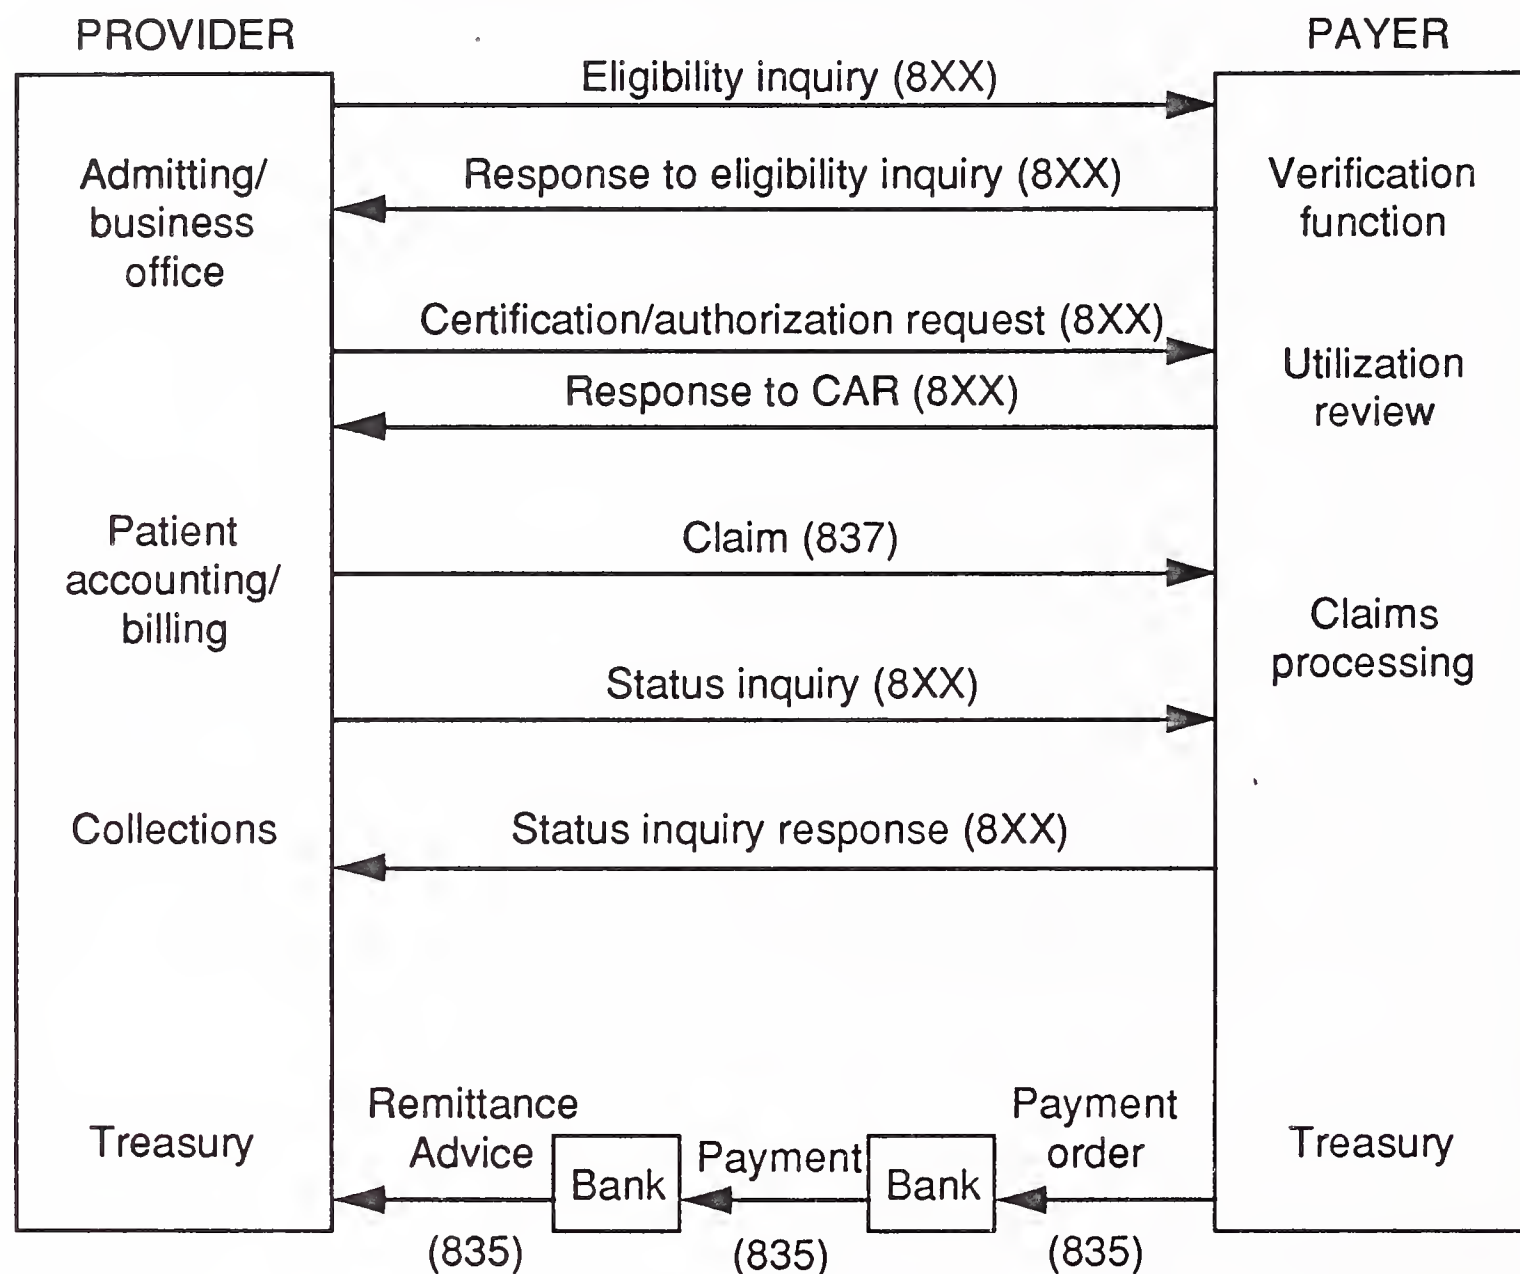 PROVIDER
PAYER
Eligibility inquiry (8XX)
Admitting/
business
office
Response to eligibility inquiry (8XX)
Verification
function
Certification/authorization request (8XX)
Utilization
review
Response to CAR (8XX)
Patient
accounting/
billing
Claim (837)
Claims
processing
Status inquiry (8XX)
Collections
Status inquiry response (8XX)
Treasury
Remittance
Advice
Bank
Payment
Bank
Payment
order
Treasury
(835)
(835)
(835)